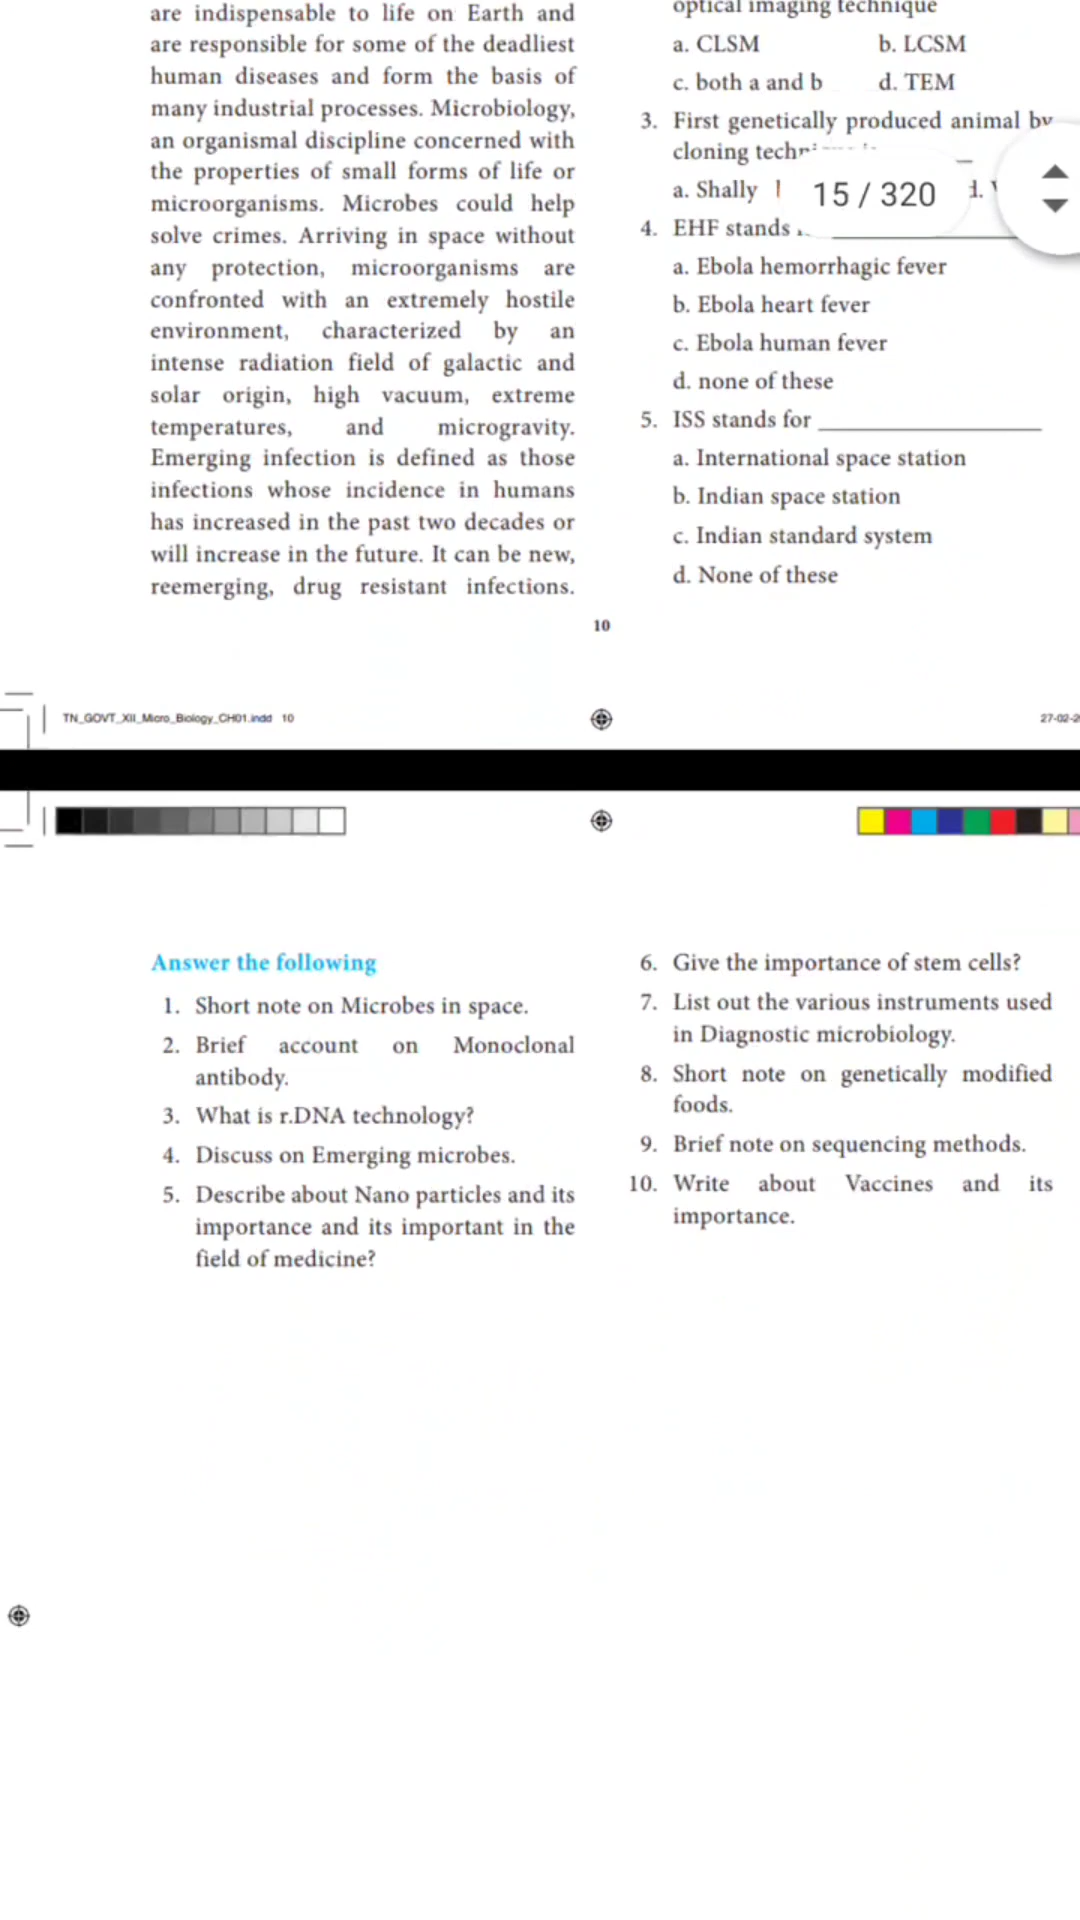 are indispensable to life on Earth and
are responsible for some of the deadliest
human diseases and form the basis of
many industrial processes. Microbiology,
an organismal discipline concerned with
the properties of small forms of life or
microorganisms. Microbes could help
solve crimes. Arriving in space without
any protection, microorganisms are
confronted with an extremely hostile
environment, characterized by an
intense radiation field of galactic and
solar origin, high vacuum, extreme
temperatures, and microgravity.
Emerging infection is defined as those
infections whose incidence in humans
has increased in the past two decades or
will increase in the future. It can be new,
reemerging, drug resistant infections.
optical imaging technique
a. CLSM b. LCSM
c. both a and b d. TEM
3. First genetically produced animal by
cloning
a. Shally d.
15 / 320
4. EHF stands
a. Ebola hemorrhagic fever
b. Ebola heart fever
c. Ebola human fever
d. none of these
5. ISS stands for
a. International space station
b. Indian space station
c. Indian standard system
d. None of these
10
TN_GOVT_XII_Micro_Biology_CH01.indd 10
27-02-2
Answer the following
1. Short note on Microbes in space.
2. Brief account on Monoclonal
antibody.
3. What is r.DNA technology?
4. Discuss on Emerging microbes.
5. Describe about Nano particles and its
importance and its important in the
field of medicine?
6. Give the importance of stem cells?
7. List out the various instruments used
in Diagnostic microbiology.
8. Short note on genetically modified
foods.
9. Brief note on sequencing methods.
10. Write about Vaccines and its
importance.